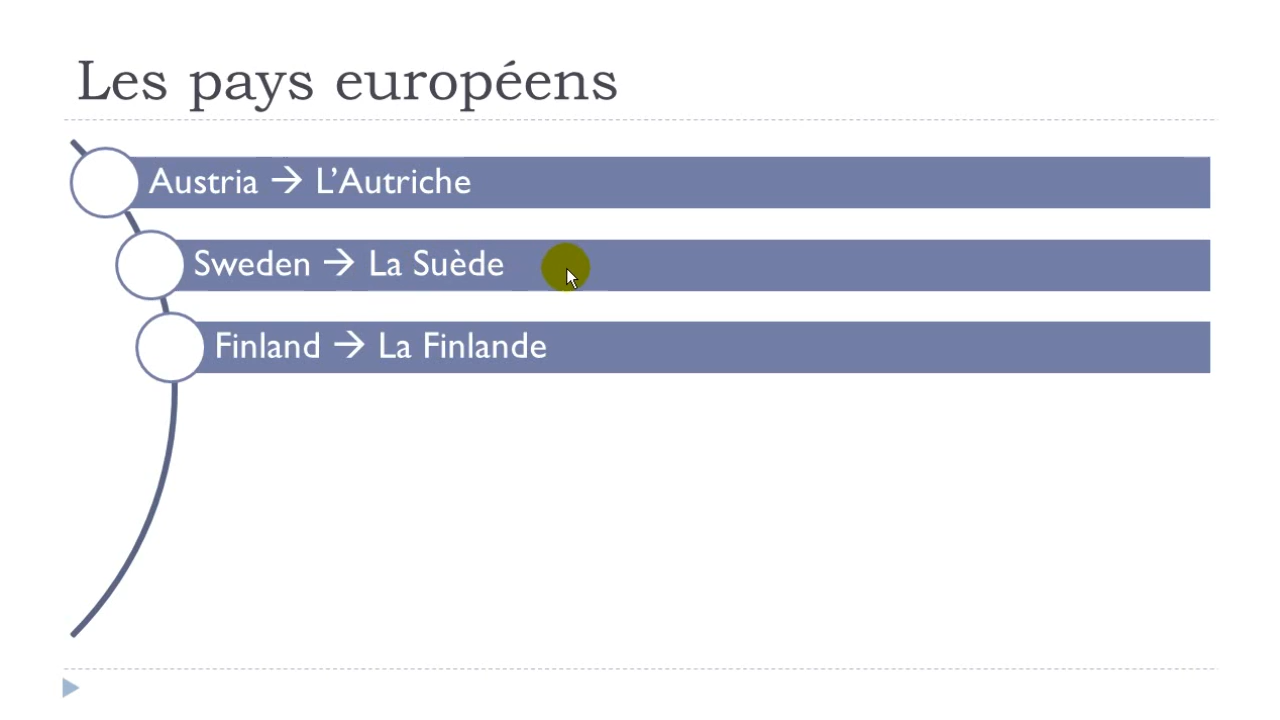 Les pays européens
Austria → L’Autriche
Sweden → La Suède
Finland → La Finlande